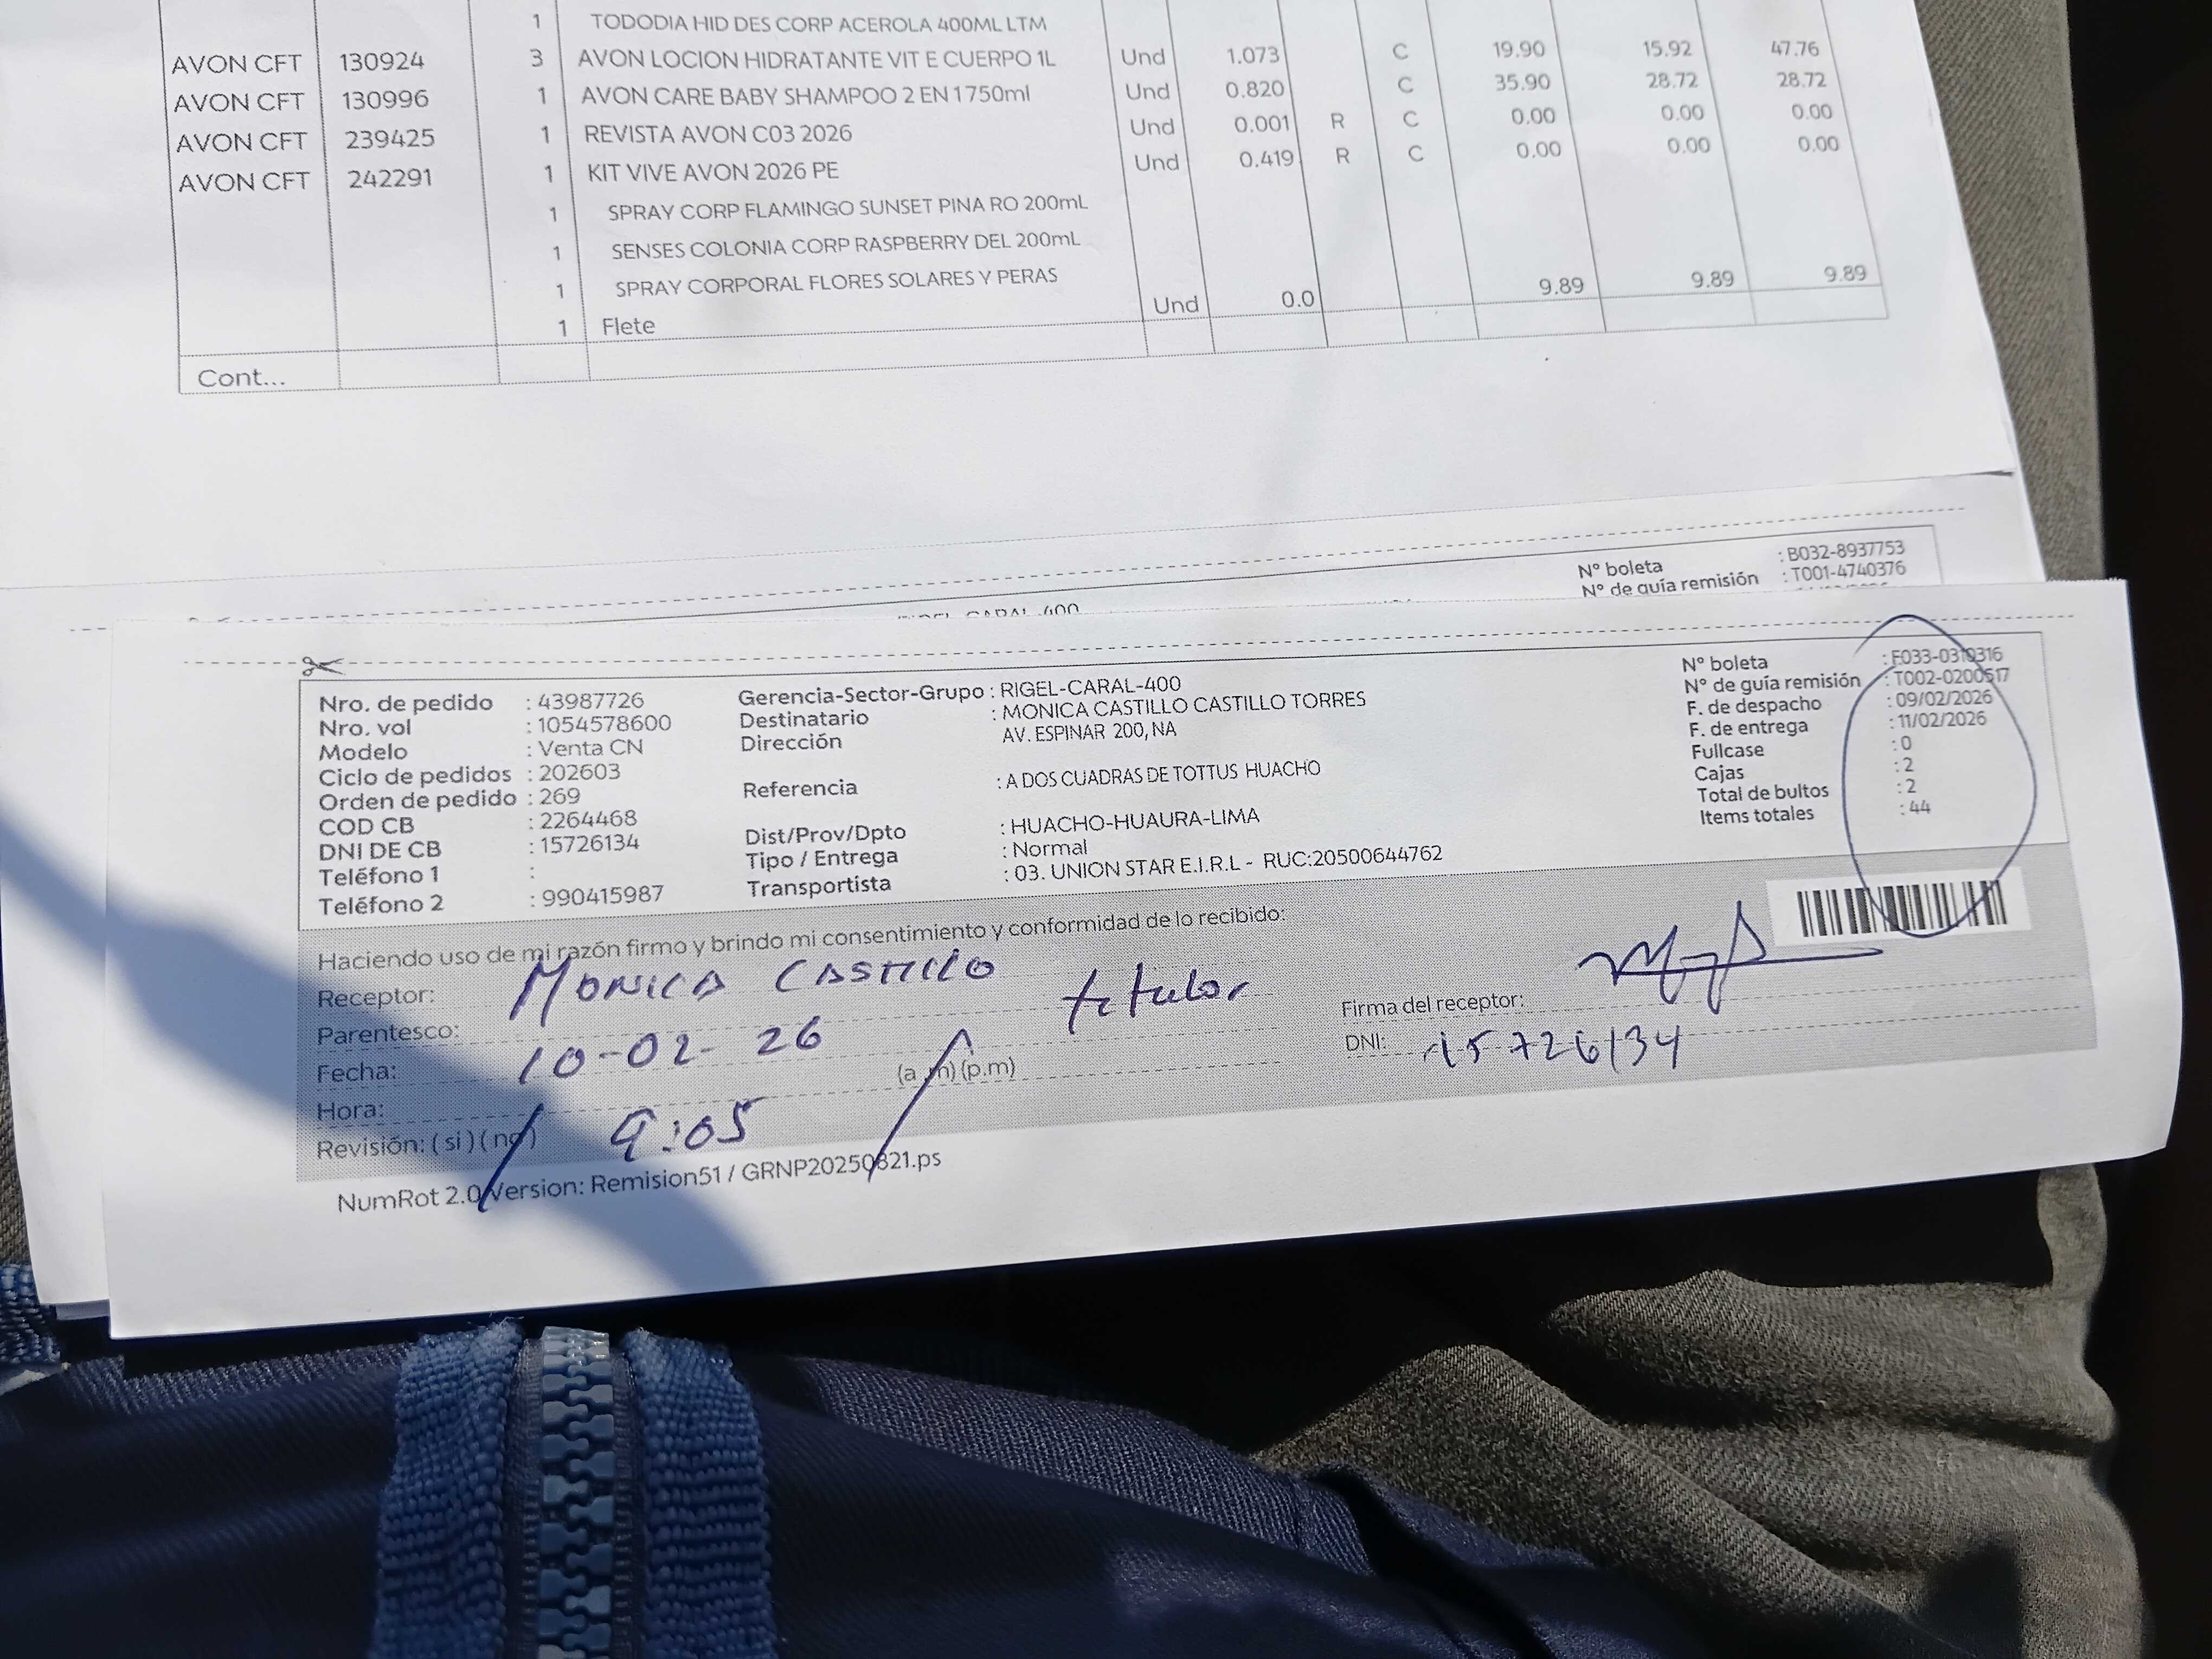 1 TODODIA HID DES CORP ACEROLA 400ML LTM
AVON CFT 130924 3 AVON LOCION HIDRATANTE VIT E CUERPO 1L Und 1.073 C 19.90 15.92 47.76
AVON CFT 130996 1 AVON CARE BABY SHAMPOO 2 EN 1 750ml Und 0.820 C 35.90 28.72 28.72
AVON CFT 239425 1 REVISTA AVON C03 2026 Und 0.001 R C 0.00 0.00 0.00
AVON CFT 242291 1 KIT VIVE AVON 2026 PE Und 0.419 R C 0.00 0.00 0.00
1 SPRAY CORP FLAMINGO SUNSET PINA RO 200mL
1 SENSES COLONIA CORP RASPBERRY DEL 200mL
1 SPRAY CORPORAL FLORES SOLARES Y PERAS
1 Flete Und 0.0 9.89 9.89 9.89
Cont...
N° boleta : B032-8937753
N° de guía remisión : T001-4740376
Nro. de pedido : 43987726
Nro. vol : 1054578600
Modelo : Venta CN
Ciclo de pedidos : 202603
Orden de pedido : 269
COD CB : 2264468
DNI DE CB : 15726134
Teléfono 1 :
Teléfono 2 : 990415987
Gerencia-Sector-Grupo : RIGEL-CARAL-400
Destinatario : MONICA CASTILLO CASTILLO TORRES
Dirección AV. ESPINAR 200, NA
Referencia : A DOS CUADRAS DE TOTTUS HUACHO
Dist/Prov/Dpto : HUACHO-HUAURA-LIMA
Tipo / Entrega : Normal
Transportista : 03. UNION STAR E.I.R.L - RUC:20500644762
N° boleta : F033-0310316
N° de guía remisión : T002-0200517
F. de despacho : 09/02/2026
F. de entrega : 11/02/2026
Fullcase : 0
Cajas : 2
Total de bultos : 2
Items totales : 44
Haciendo uso de mi razón firmo y brindo mi consentimiento y conformidad de lo recibido:
Receptor: MONICA CASTILLO
Parentesco: titular
Fecha: 10-02-26
Hora: 9:05 (a.m) (p.m)
Revisión: ( si ) ( no )
Firma del receptor:
DNI: 15726134
NumRot 2.0 Version: Remision51 / GRNP20250821.ps